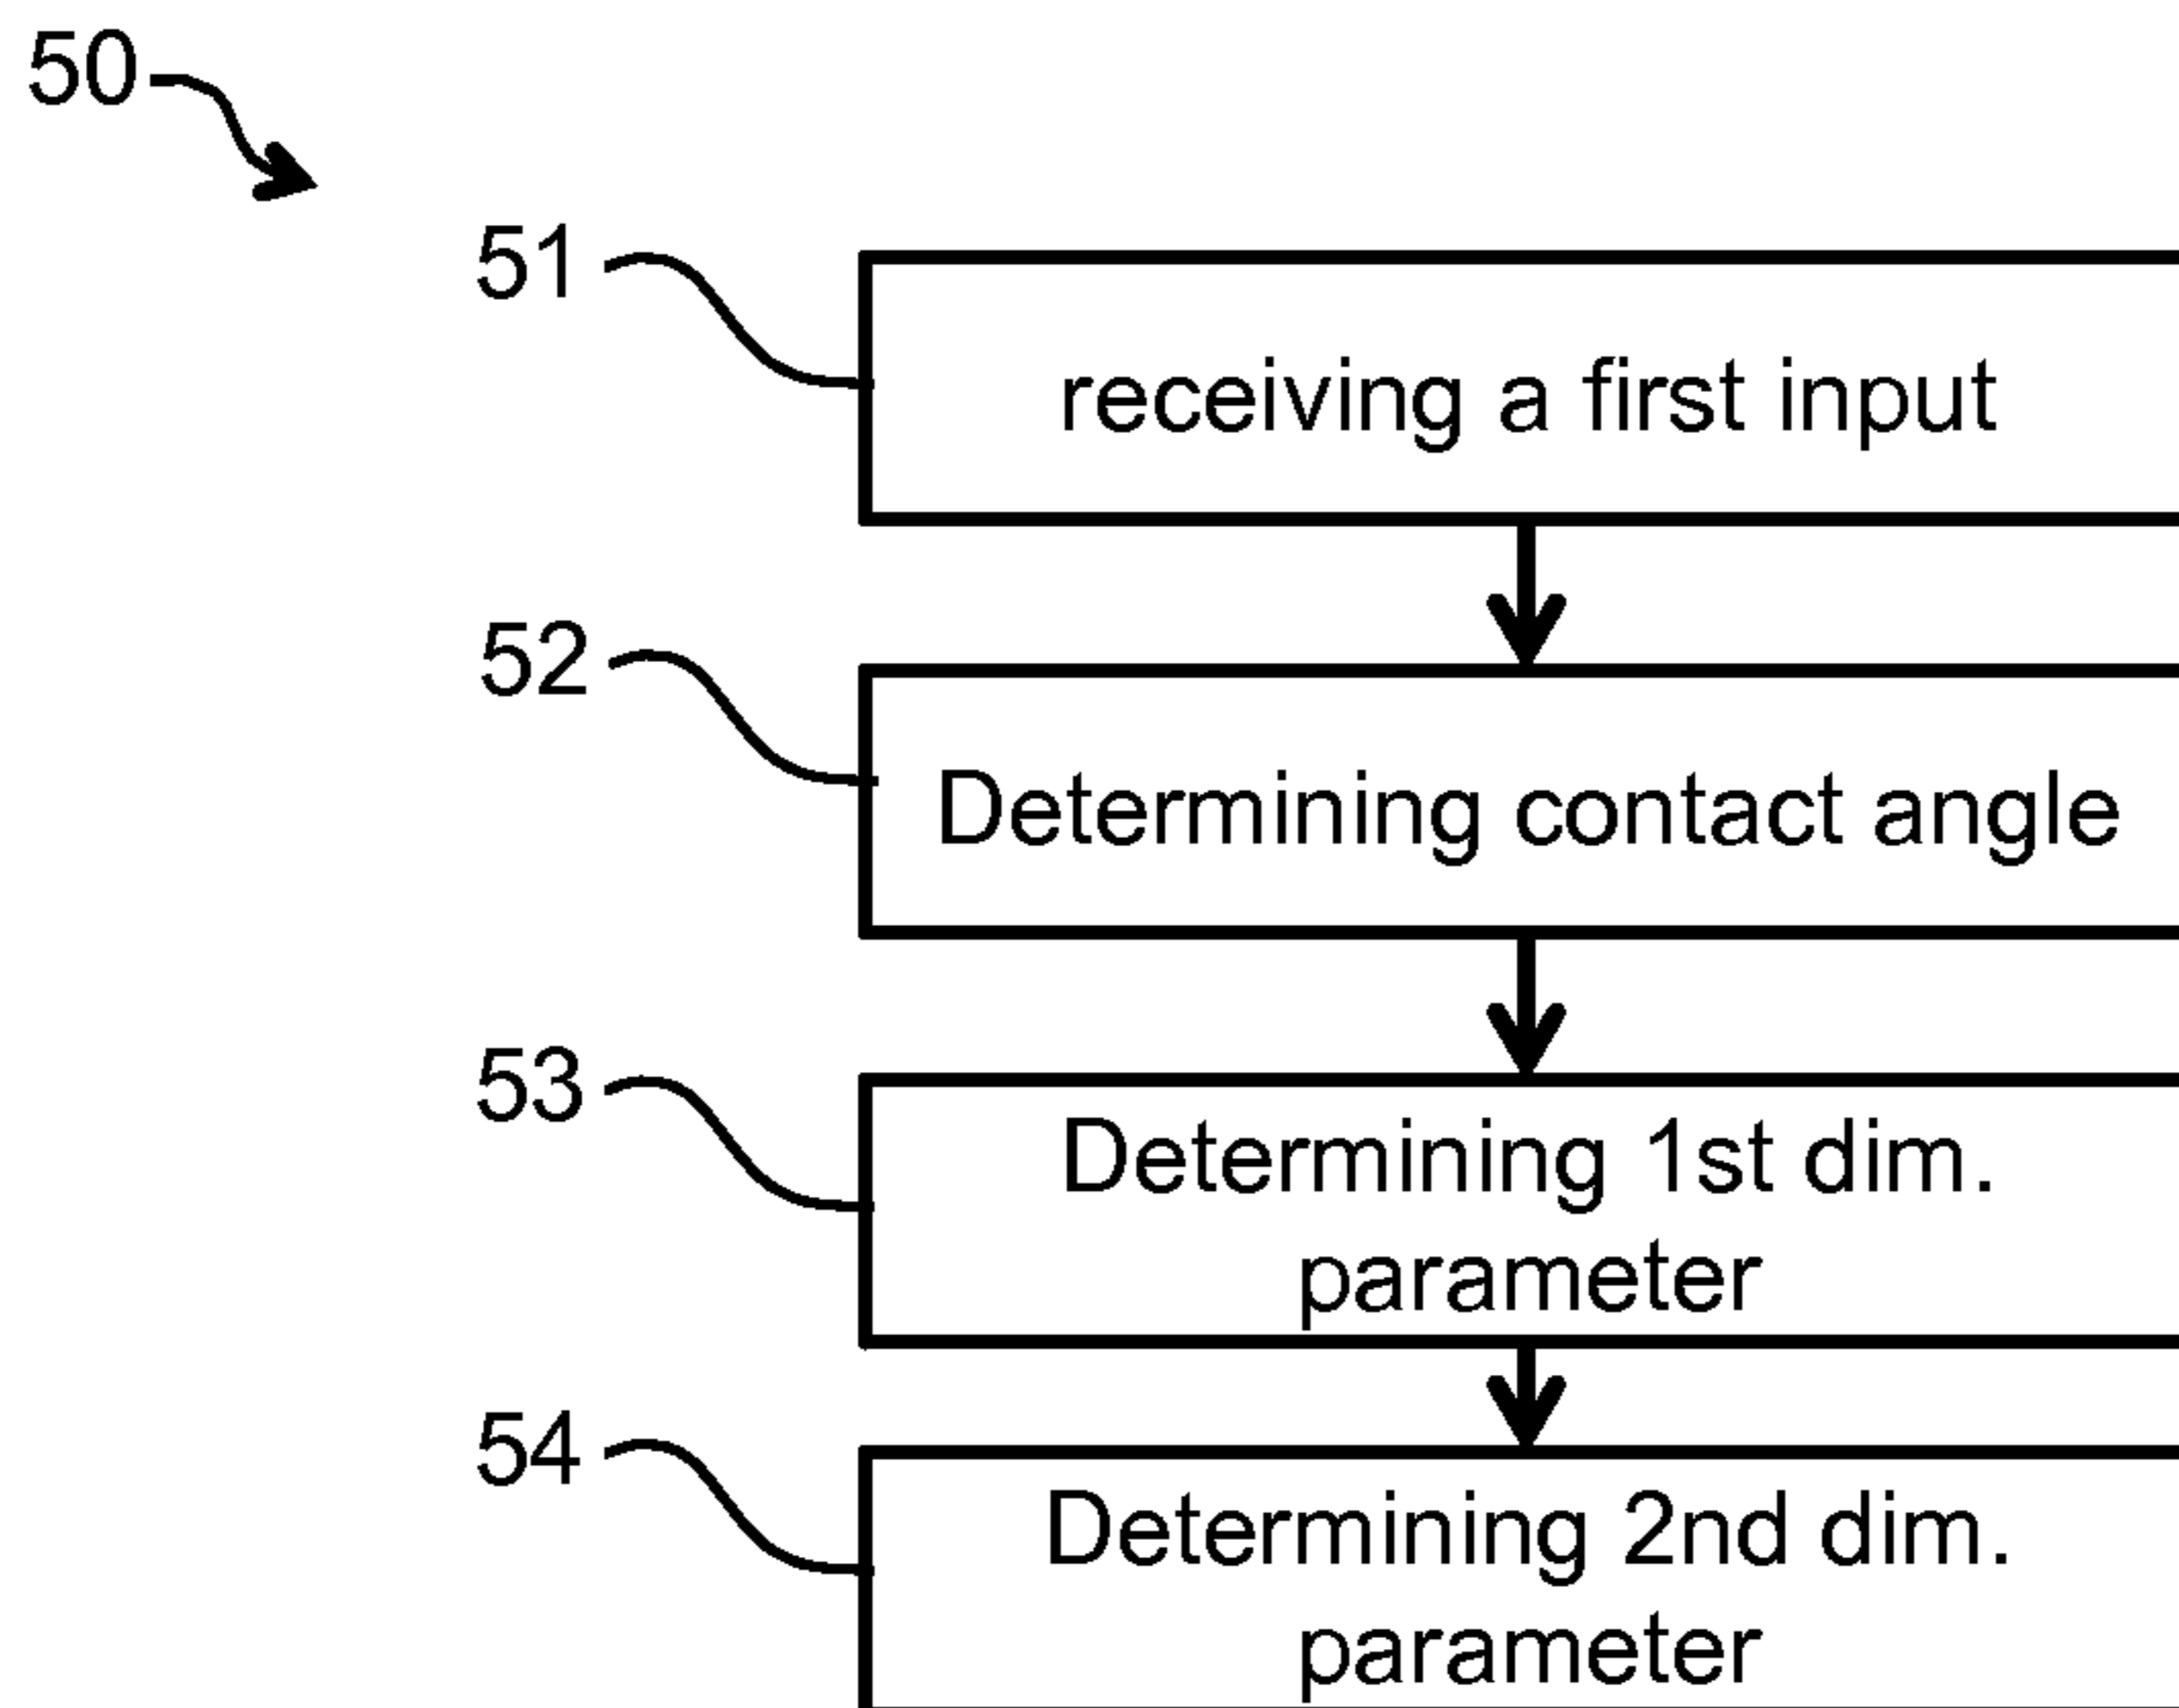 50
51
receiving a first input
52
Determining contact angle
53
Determining 1st dim.
parameter
54
Determining 2nd dim.
parameter